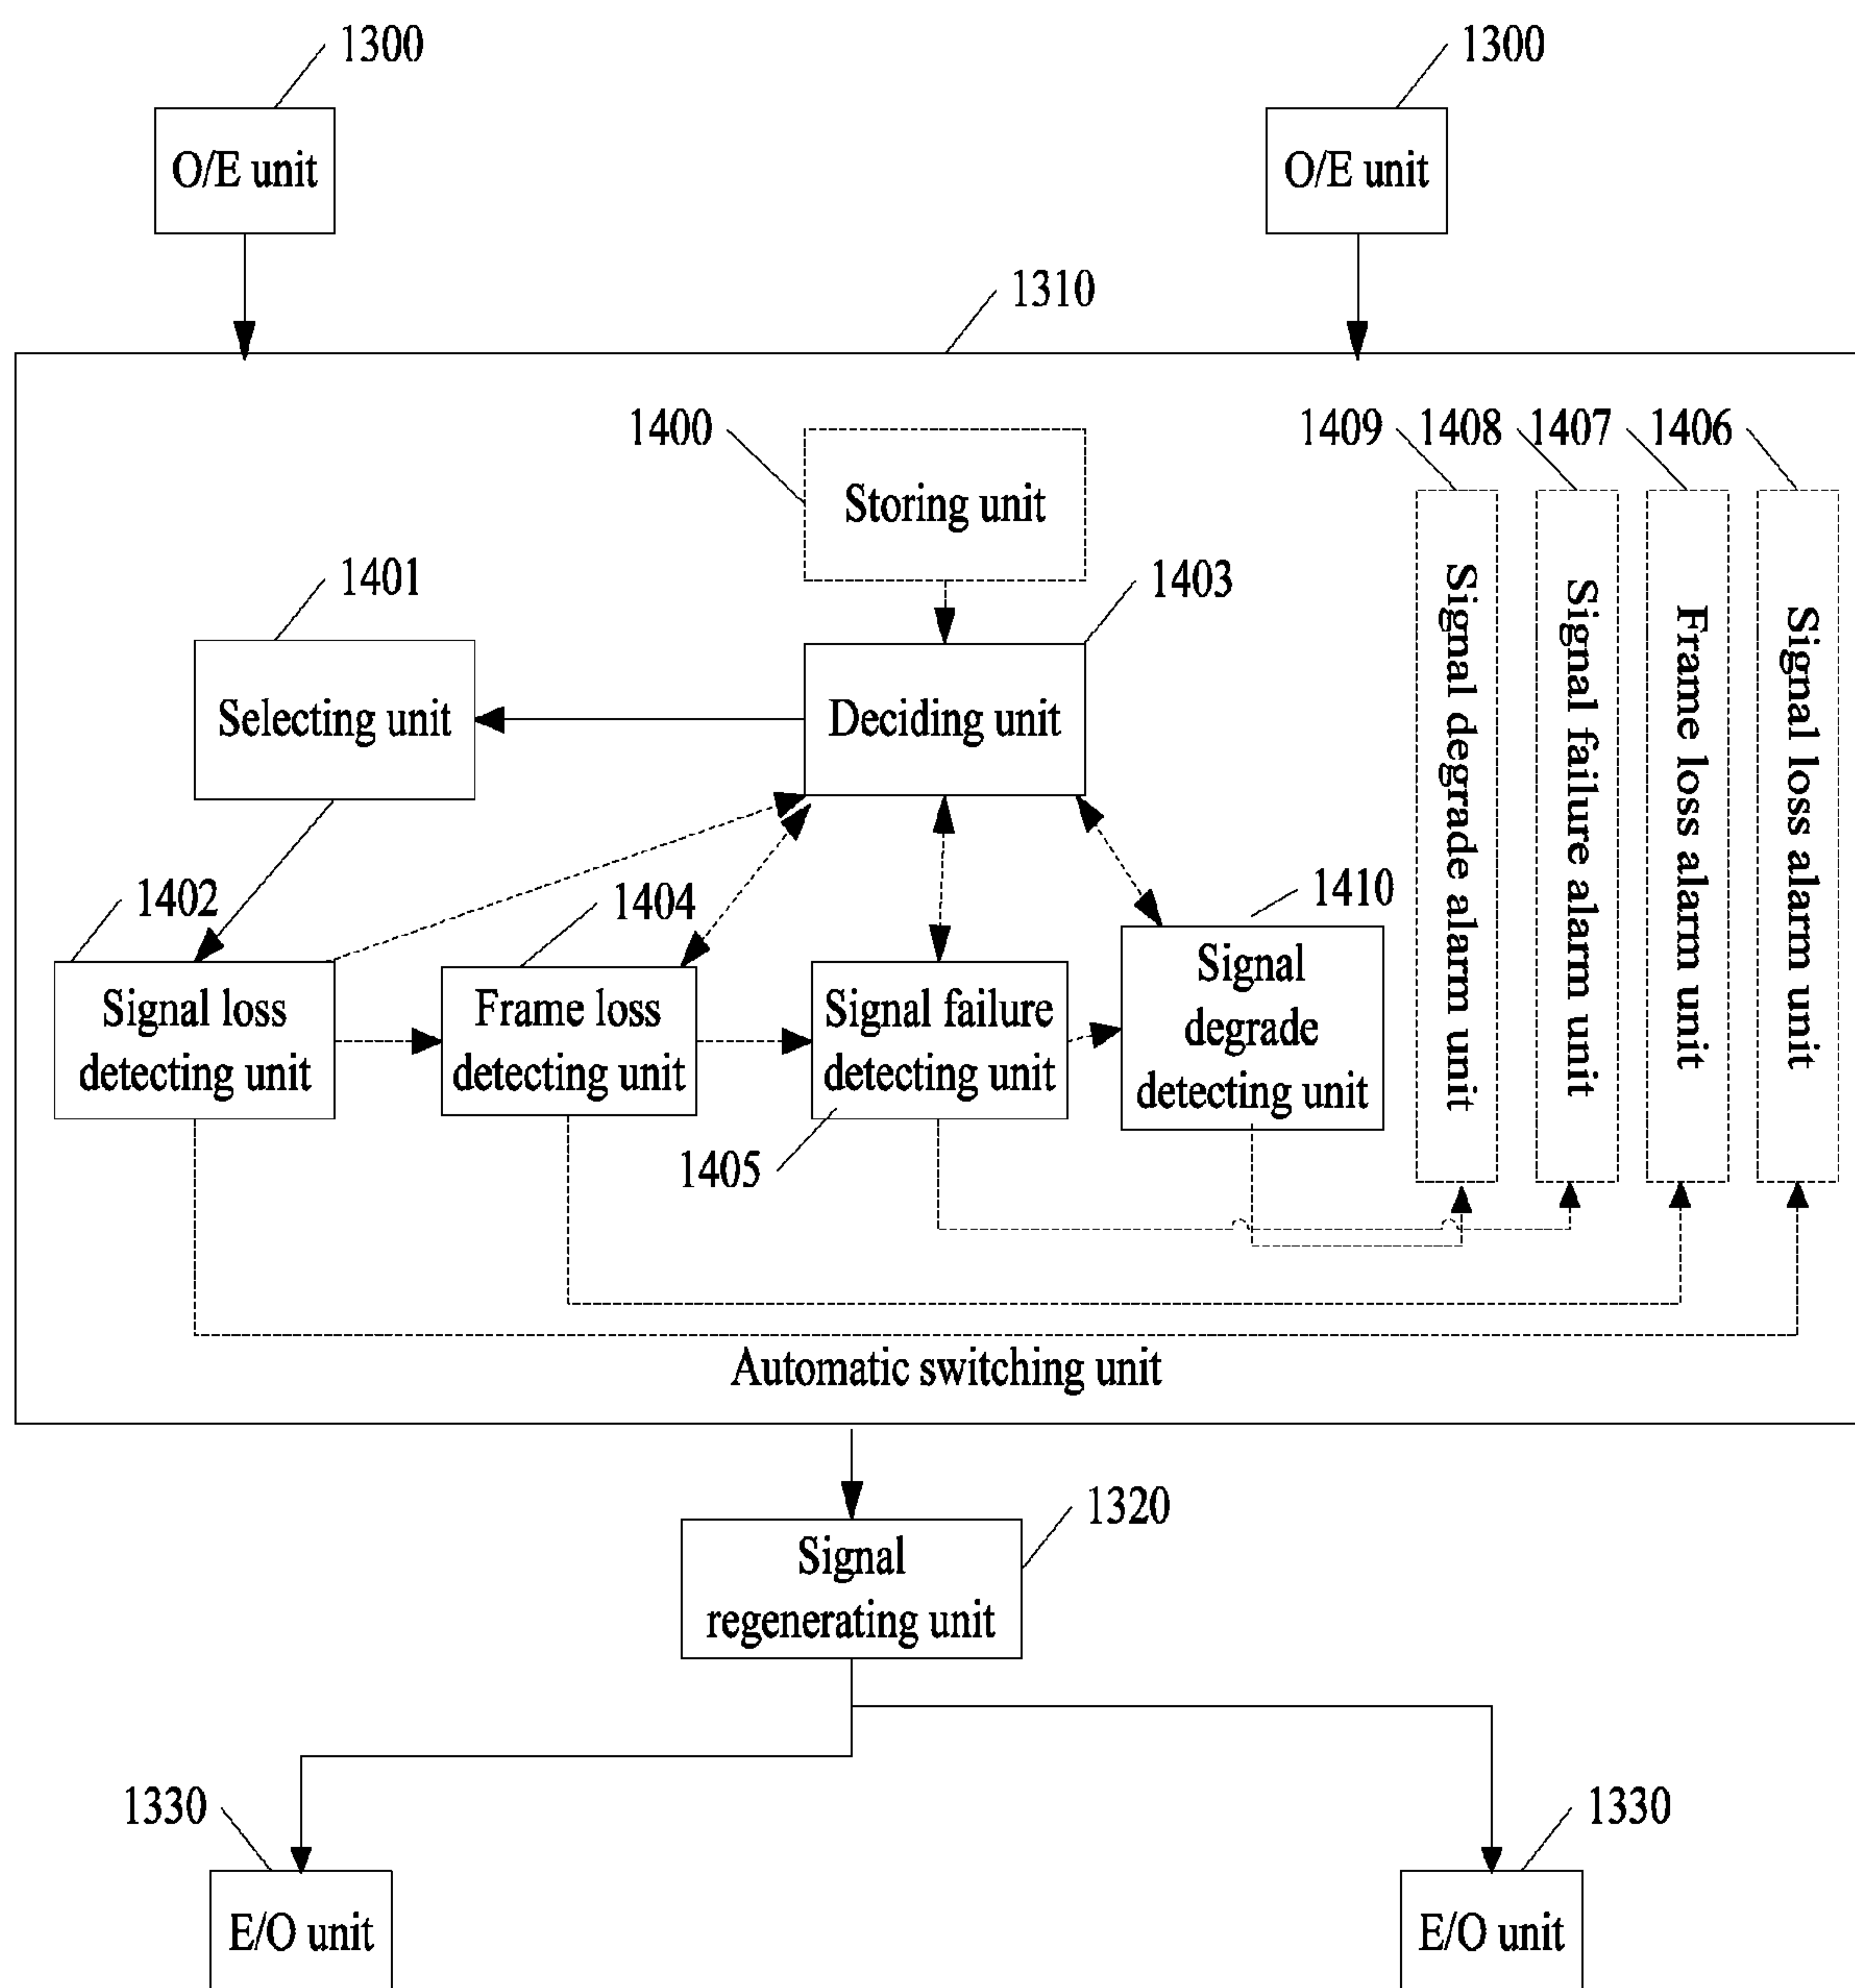 1300
1300
O/E unit
O/E unit
1310
1400
1409
1408
1407
1406
Storing unit
1401
1403
Selecting unit
Deciding unit
Signal degrade alarm unit
Signal failure alarm unit
Frame loss alarm unit
Signal loss alarm unit
1402
1404
1410
Signal loss
detecting unit
Frame loss
detecting unit
Signal failure
detecting unit
Signal
degrade
detecting unit
1405
Automatic switching unit
1320
Signal
regenerating unit
1330
1330
E/O unit
E/O unit